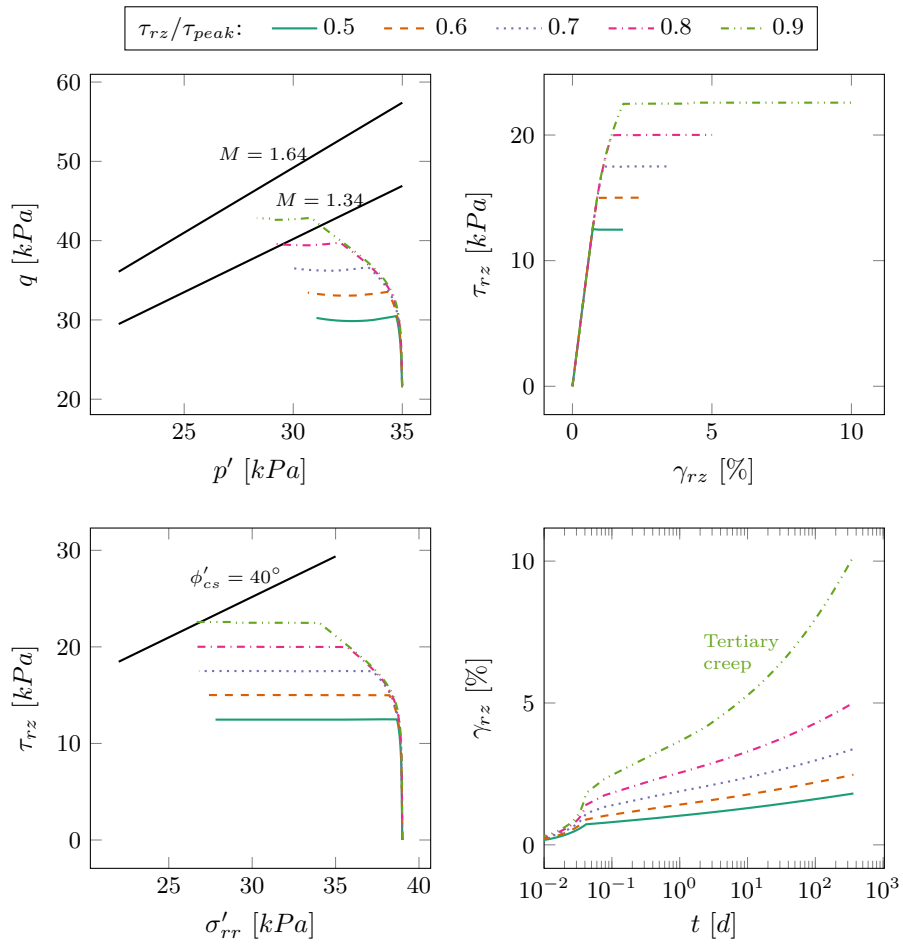 τrz/τpeak: 0.5 0.6 0.7 0.8 0.9
60
50
40
30
20
q [kPa]
M = 1.64
M = 1.34
25 30 35
p′ [kPa]
20
10
0
τrz [kPa]
0 5 10
γrz [%]
30
20
10
0
τrz [kPa]
ϕ′cs = 40°
25 30 35 40
σ′rr [kPa]
10
5
0
γrz [%]
Tertiary
creep
10⁻² 10⁻¹ 10⁰ 10¹ 10² 10³
t [d]